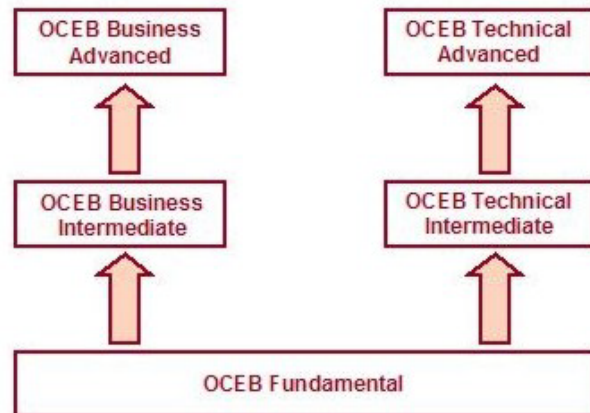 OCEB Business
Advanced
OCEB Technical
Advanced
OCEB Business
Intermediate
OCEB Technical
Intermediate
OCEB Fundamental